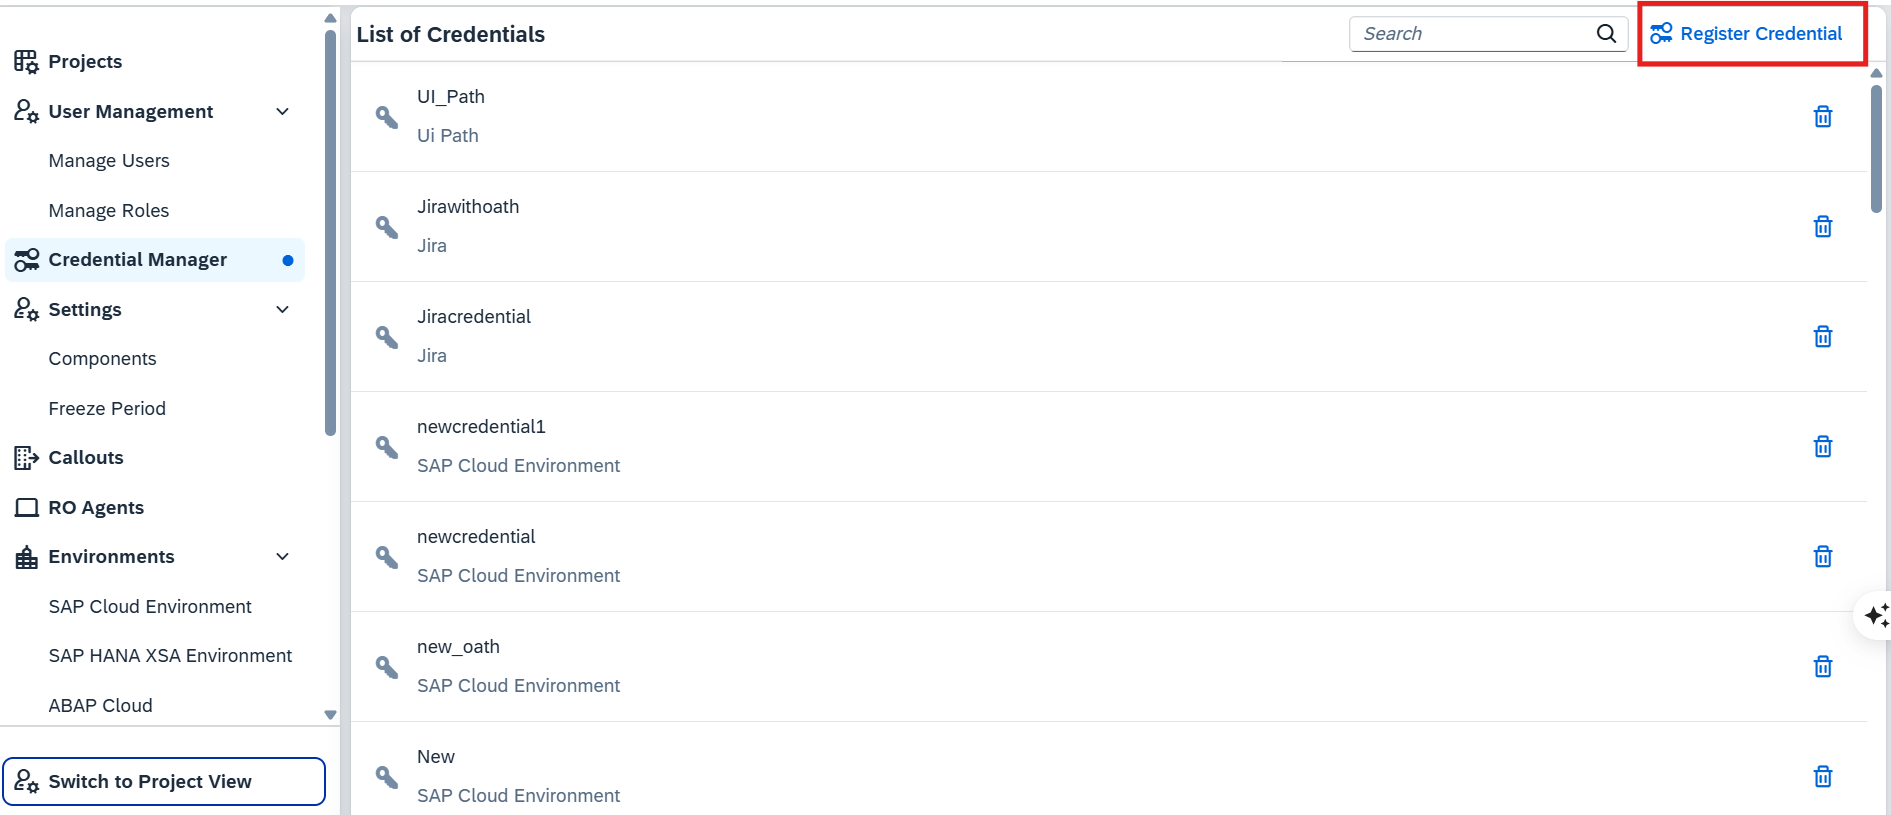 Projects
User Management
Manage Users
Manage Roles
Credential Manager
Settings
Components
Freeze Period
Callouts
RO Agents
Environments
SAP Cloud Environment
SAP HANA XSA Environment
ABAP Cloud
Switch to Project View
List of Credentials
Search
Register Credential
UI_Path
Ui Path
Jirawithoath
Jira
Jiracredential
Jira
newcredential1
SAP Cloud Environment
newcredential
SAP Cloud Environment
new_oath
SAP Cloud Environment
New
SAP Cloud Environment